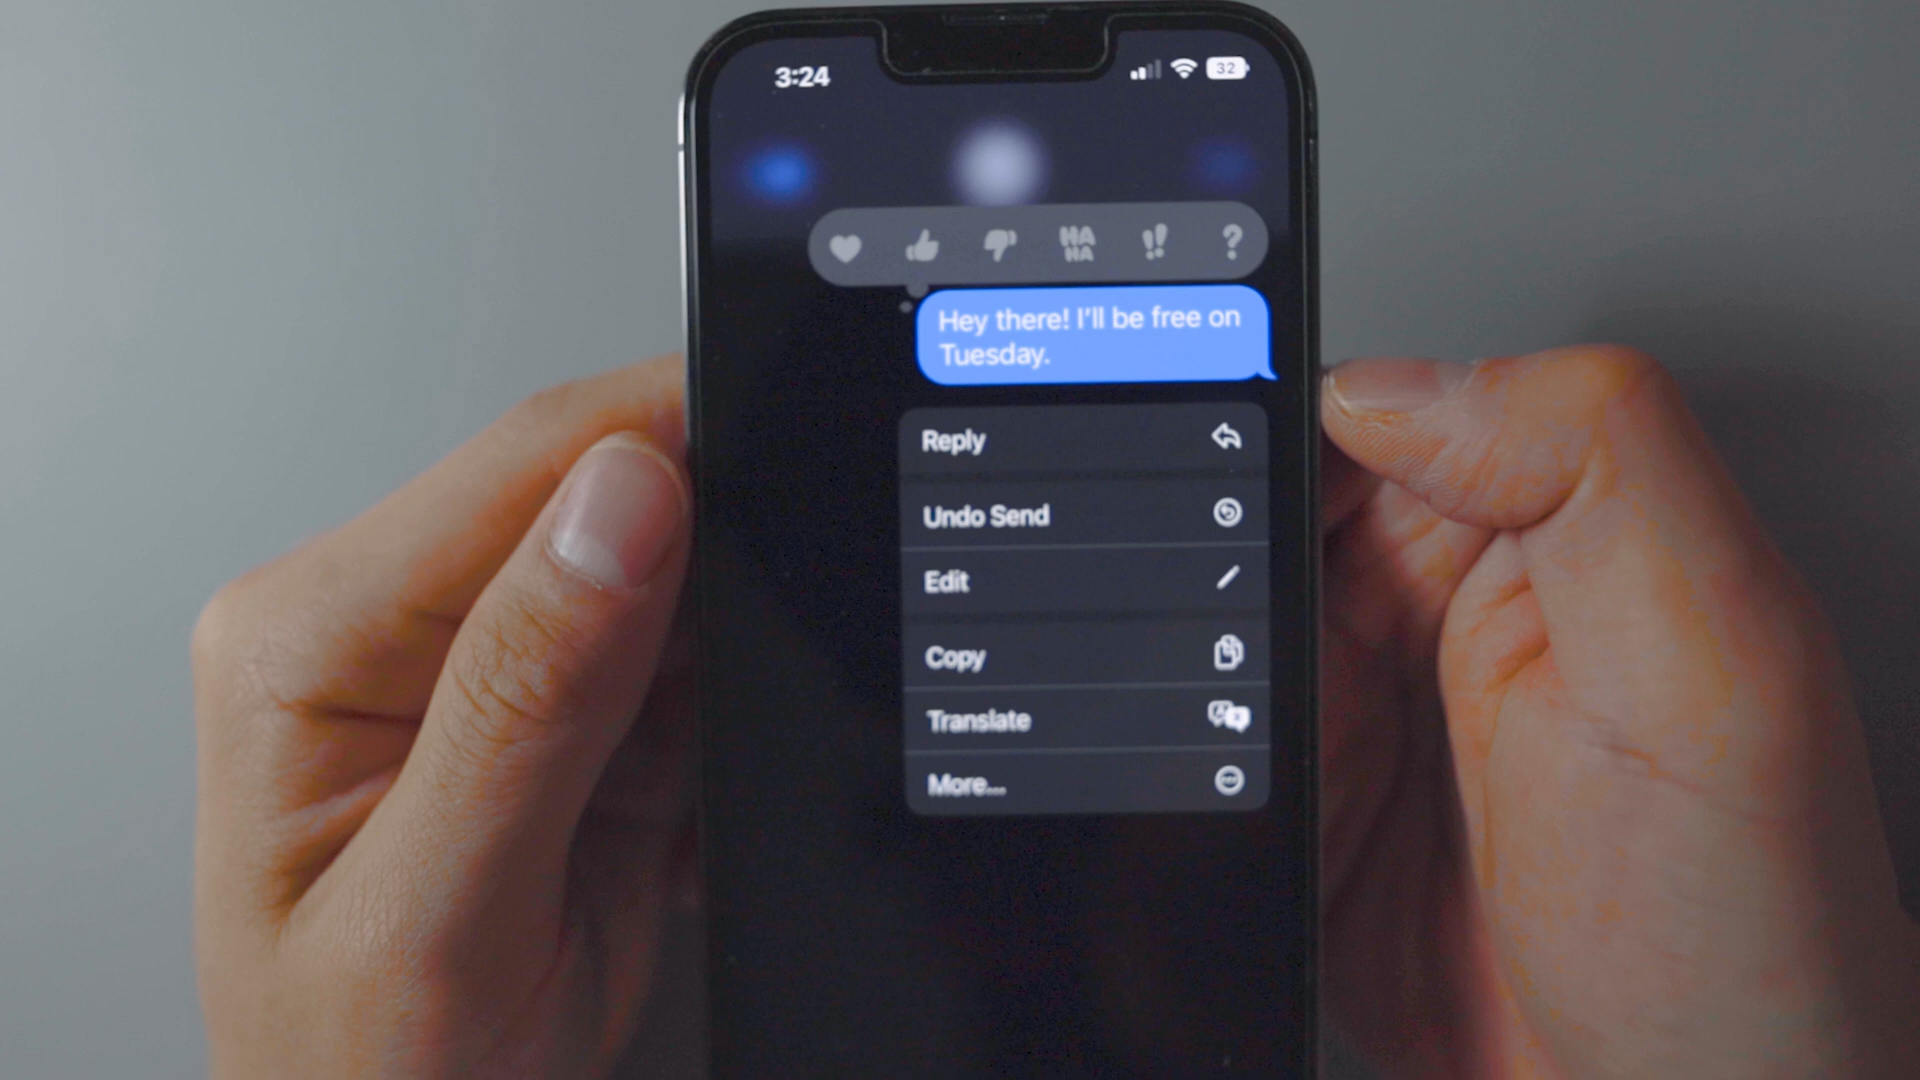 3:24
32
HA
HA
Hey there! I'll be free on
Tuesday.
Reply
Undo Send
Edit
Copy
Translate
More...